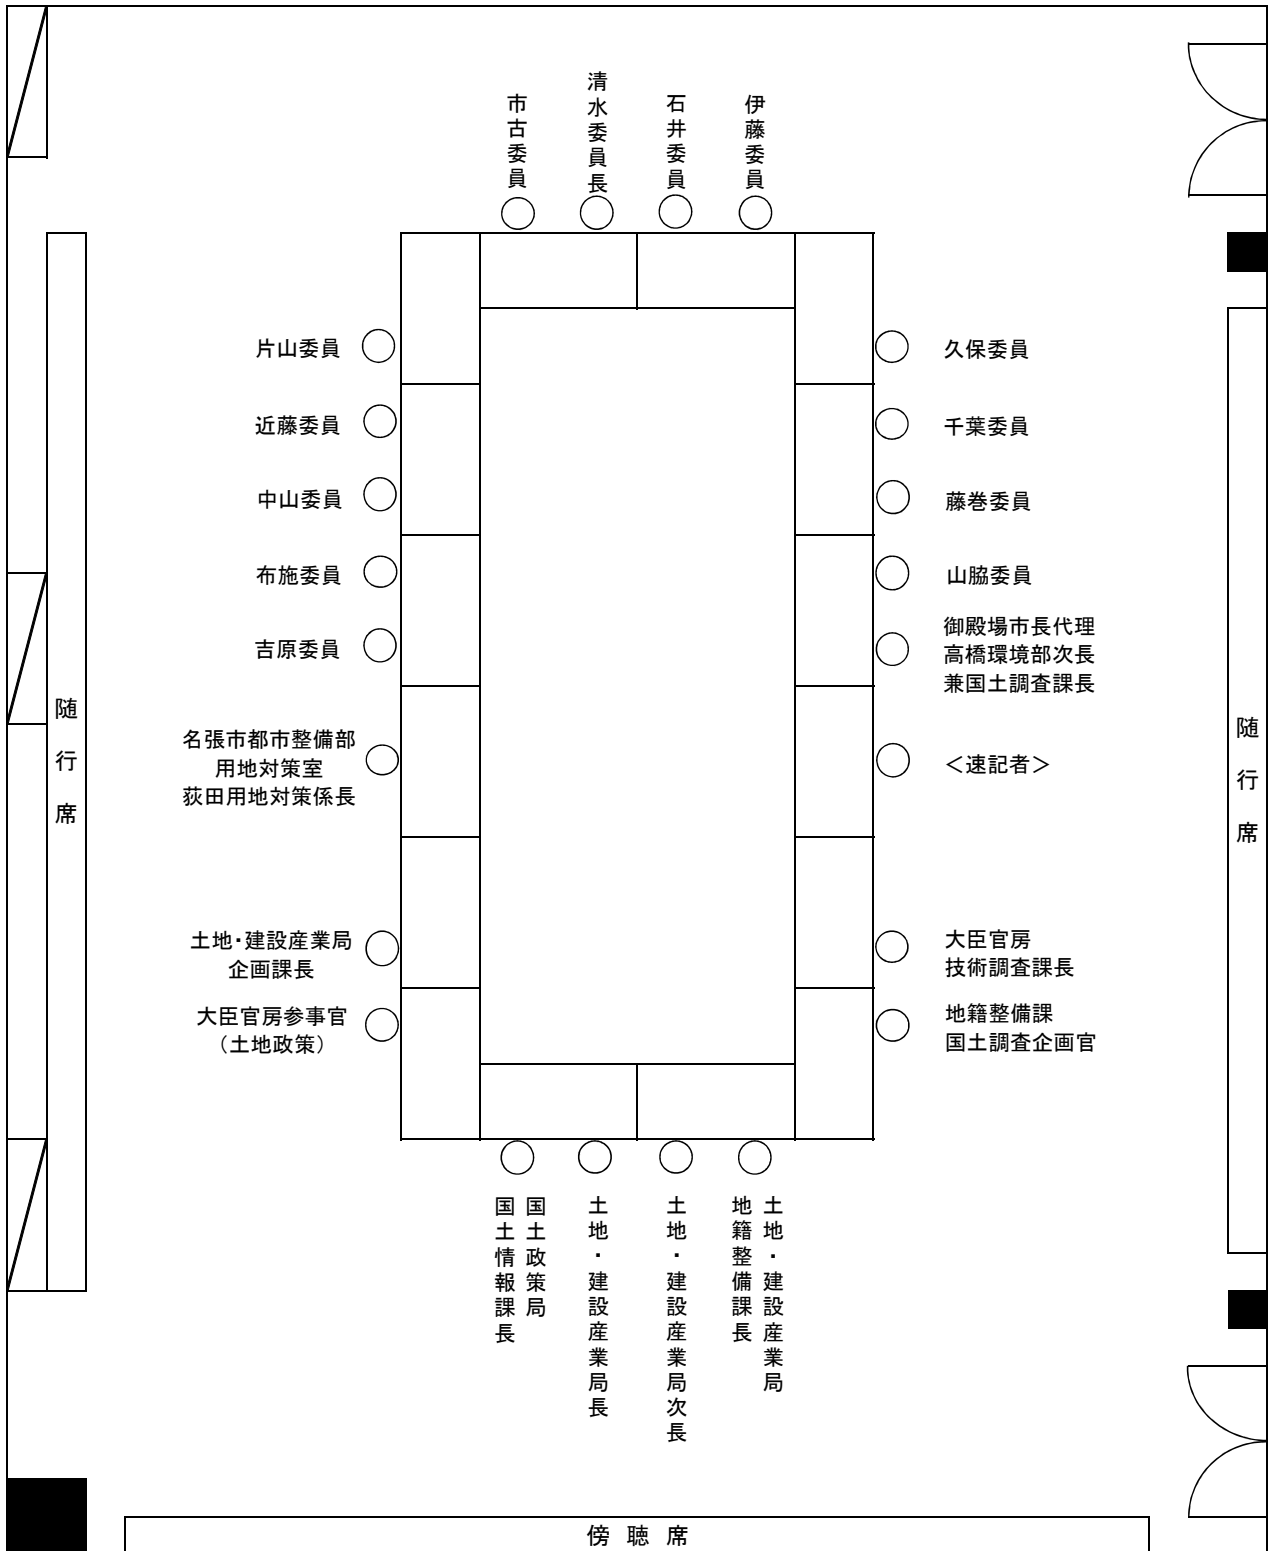 市古委員
清水委員長
石井委員
伊藤委員
片山委員
近藤委員
中山委員
布施委員
吉原委員
名張市都市整備部
用地対策室
荻田用地対策係長
土地・建設産業局
企画課長
大臣官房参事官
（土地政策）
久保委員
千葉委員
藤巻委員
山脇委員
御殿場市長代理
高橋環境部次長
兼国土調査課長
＜速記者＞
大臣官房
技術調査課長
地籍整備課
国土調査企画官
国土政策局
国土情報課長
土地・建設産業局長
土地・建設産業局次長
土地・建設産業局
地籍整備課長
随行席
随行席
傍聴席